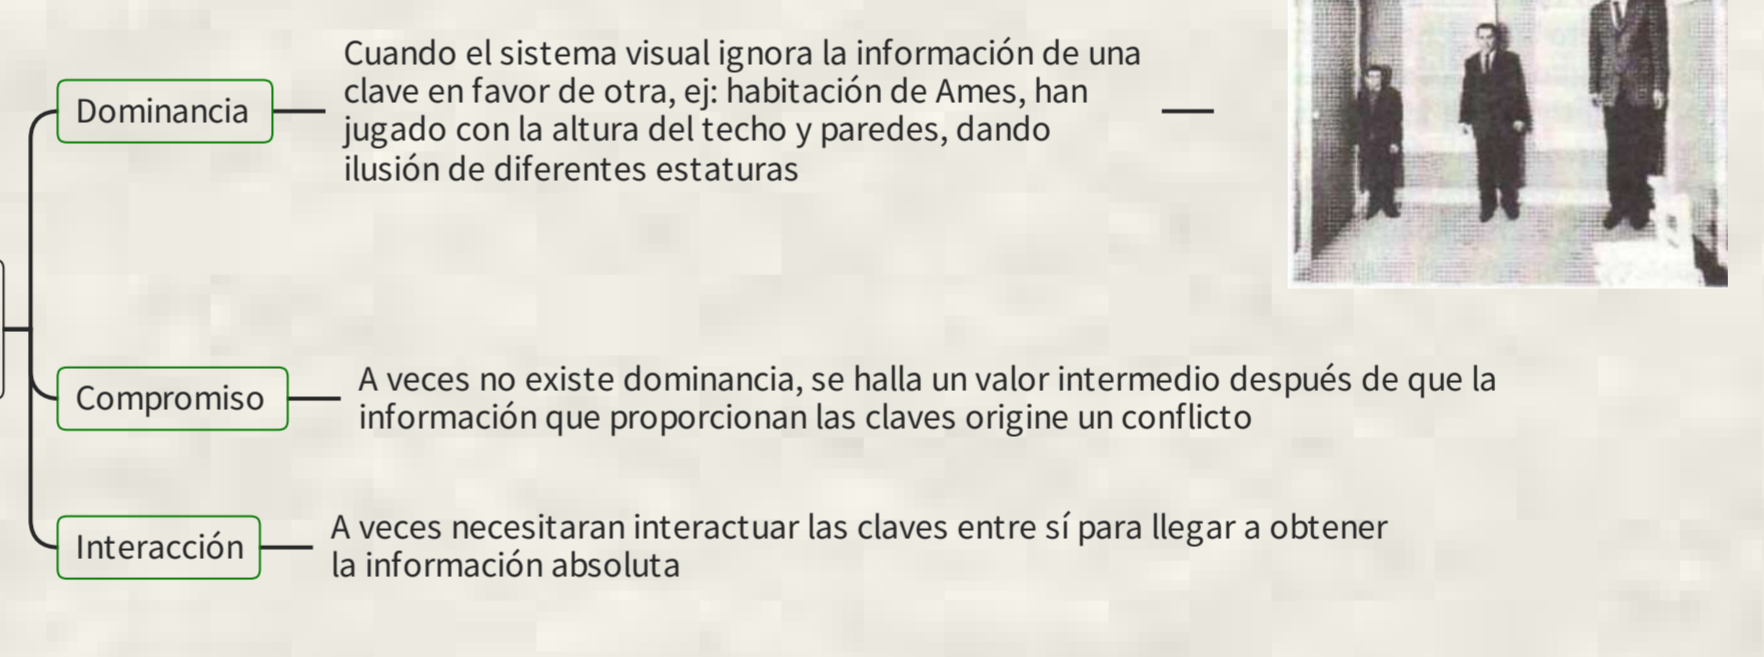 Dominancia
Cuando el sistema visual ignora la información de una
clave en favor de otra, ej: habitación de Ames, han
jugado con la altura del techo y paredes, dando
ilusión de diferentes estaturas
Compromiso
A veces no existe dominancia, se halla un valor intermedio después de que la
información que proporcionan las claves origine un conflicto
Interacción
A veces necesitaran interactuar las claves entre sí para llegar a obtener
la información absoluta